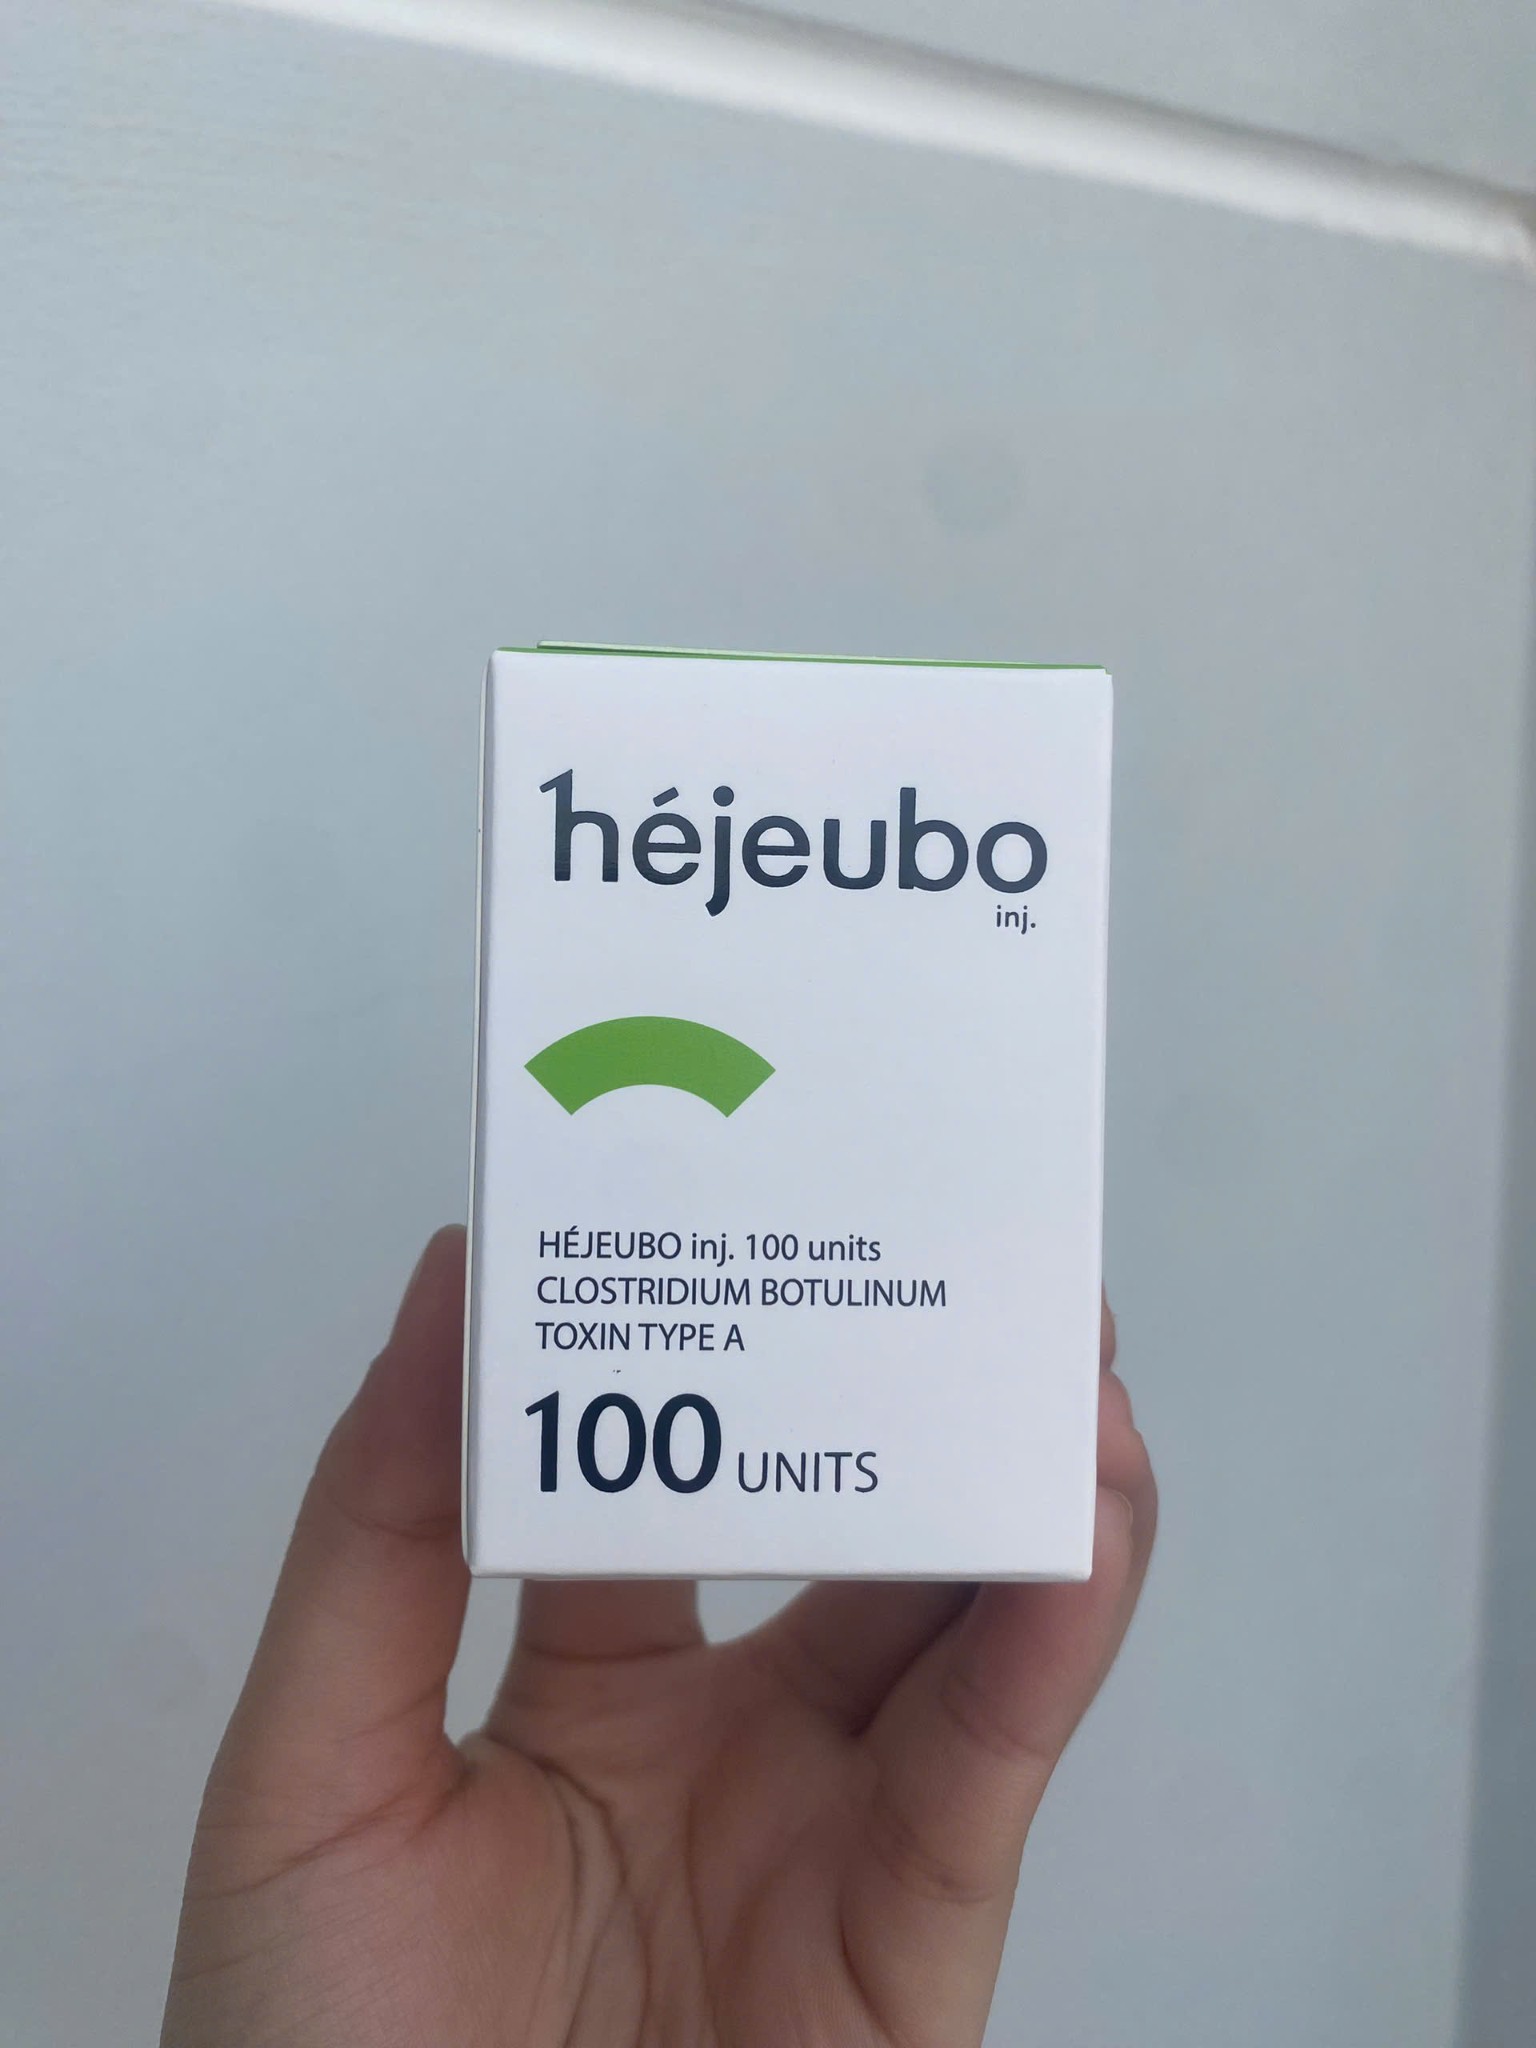 héjeubo
inj.
HÉJEUBO inj. 100 units
CLOSTRIDIUM BOTULINUM
TOXIN TYPE A
100 UNITS